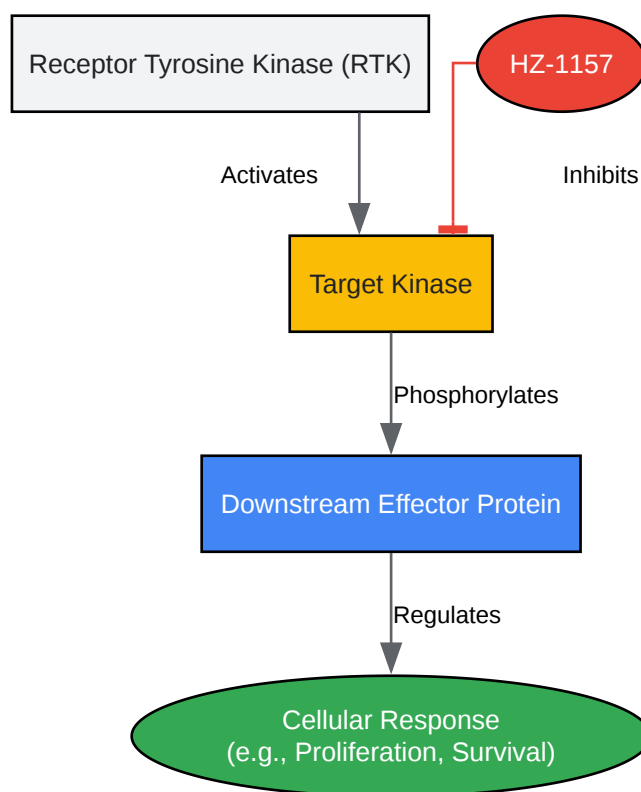 Receptor Tyrosine Kinase (RTK)
HZ-1157
Activates
Inhibits
Target Kinase
Phosphorylates
Downstream Effector Protein
Regulates
Cellular Response
(e.g., Proliferation, Survival)